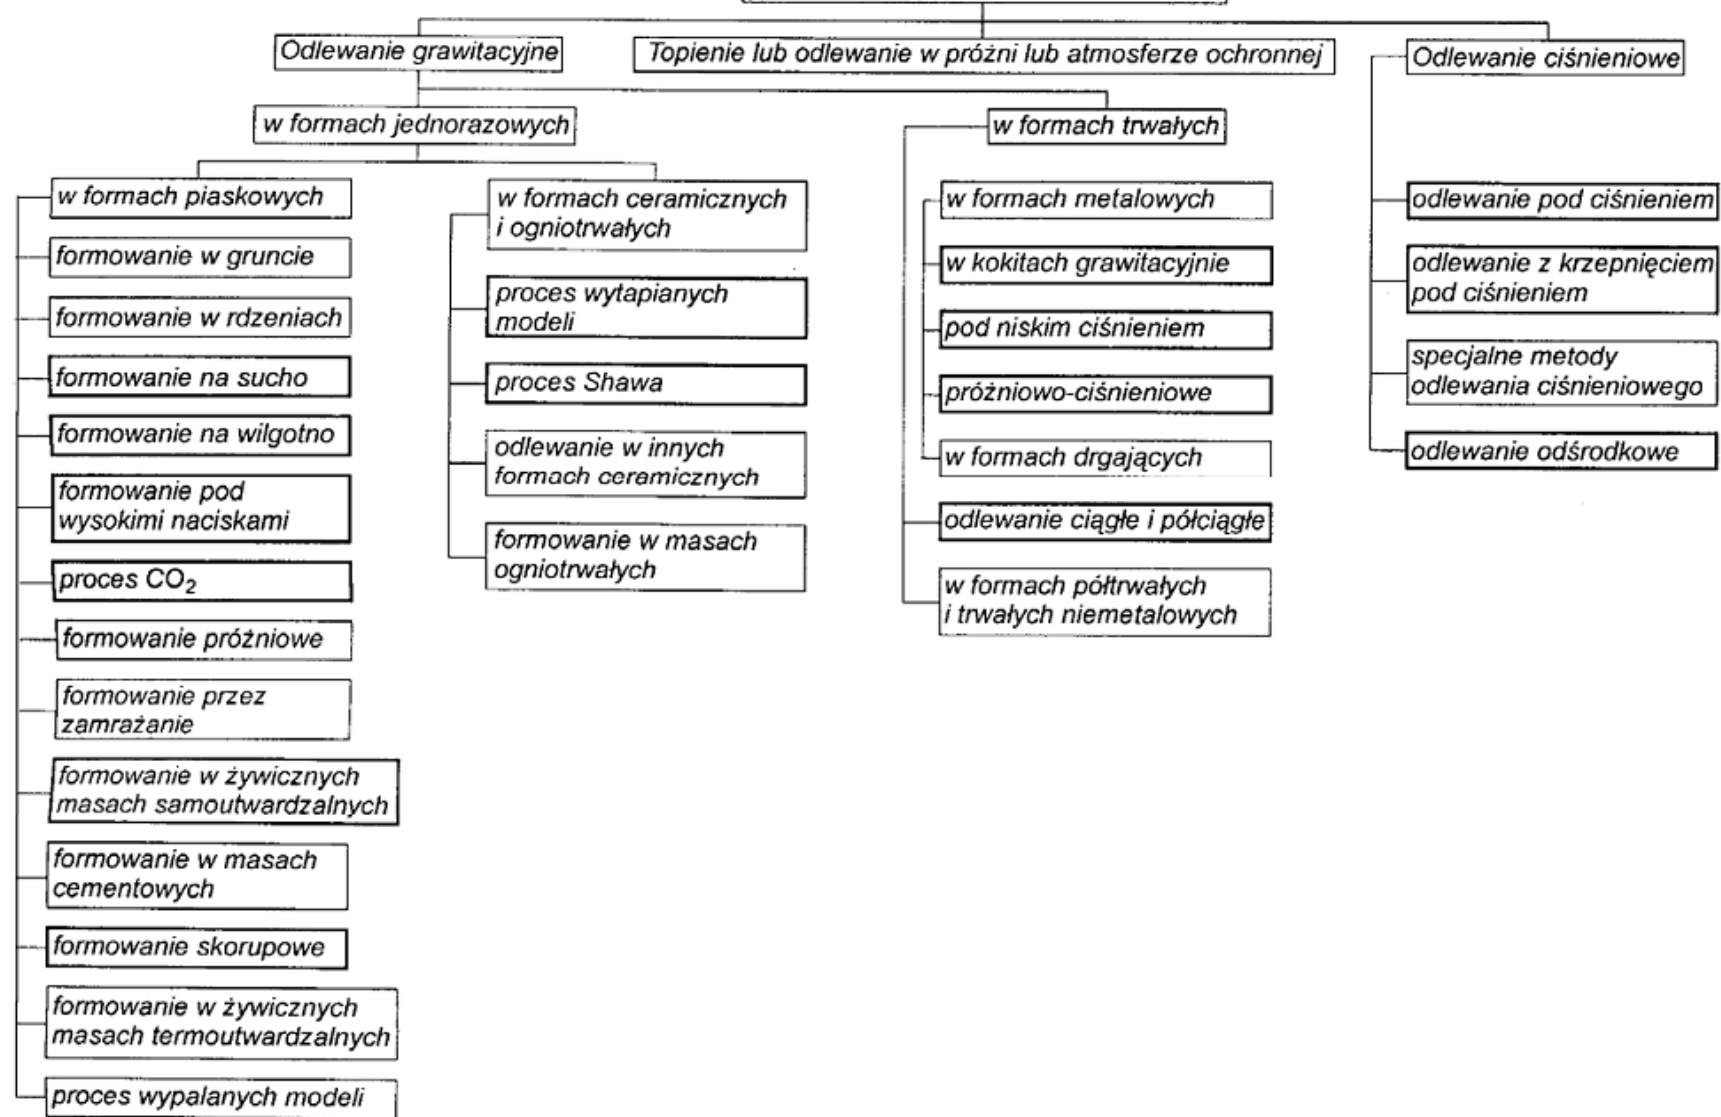 Odlewanie grawitacyjne
Topienie lub odlewanie w próżni lub atmosferze ochronnej
Odlewanie ciśnieniowe
w formach jednorazowych
w formach trwałych
w formach piaskowych
formowanie w gruncie
formowanie w rdzeniach
formowanie na sucho
formowanie na wilgotno
formowanie pod
wysokimi naciskami
proces CO₂
formowanie próżniowe
formowanie przez
zamrażanie
formowanie w żywicznych
masach samoutwardzalnych
formowanie w masach
cementowych
formowanie skorupowe
formowanie w żywicznych
masach termoutwardzalnych
proces wypalanych modeli
w formach ceramicznych
i ogniotrwałych
proces wytapianych
modeli
proces Shawa
odlewanie w innych
formach ceramicznych
formowanie w masach
ogniotrwałych
w formach metalowych
w kokitach grawitacyjnie
pod niskim ciśnieniem
próżniowo-ciśnieniowe
w formach drgających
odlewanie ciągłe i półciągłe
w formach półtrwałych
i trwałych niemetalowych
odlewanie pod ciśnieniem
odlewanie z krzepnięciem
pod ciśnieniem
specjalne metody
odlewania ciśnieniowego
odlewanie odśrodkowe